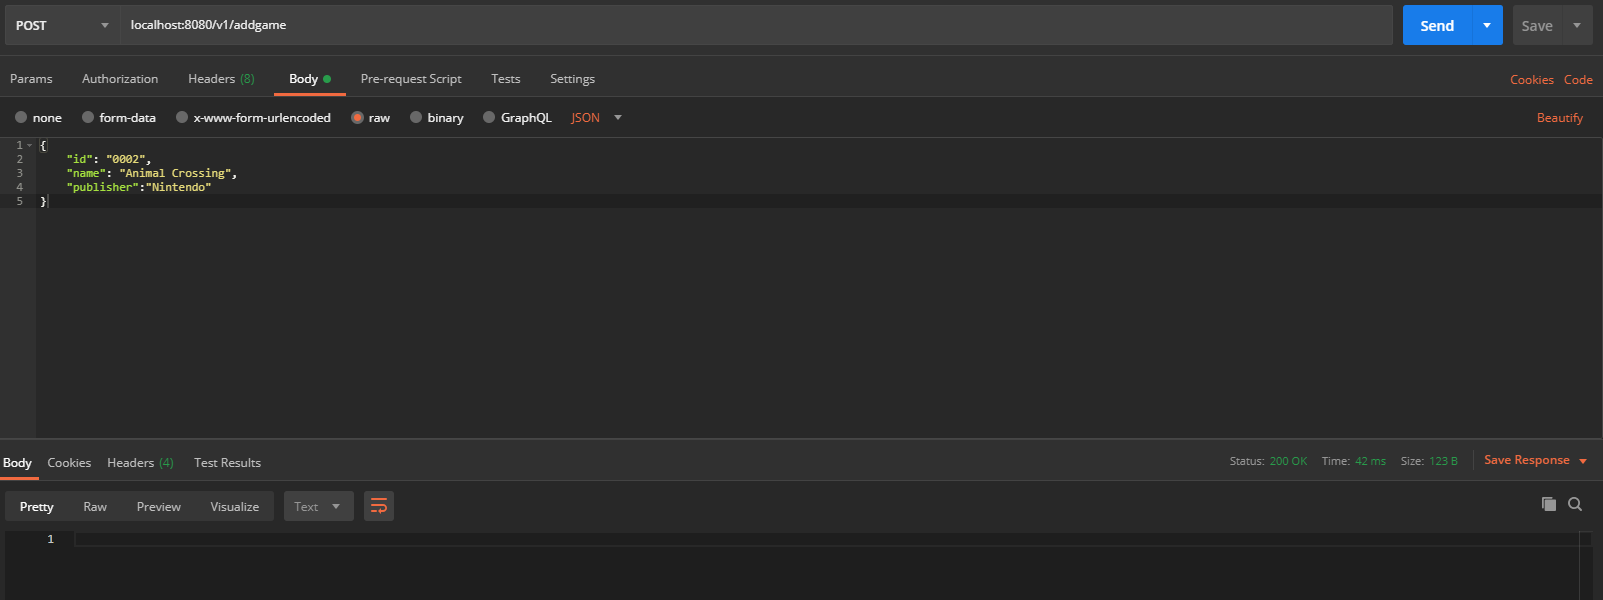 POST localhost:8080/v1/addgame Send Save
Params Authorization Headers (8) Body Pre-request Script Tests Settings Cookies Code
none form-data x-www-form-urlencoded raw binary GraphQL JSON Beautify
1 {
2 "id": "0002",
3 "name": "Animal Crossing",
4 "publisher":"Nintendo"
5 }
Body Cookies Headers (4) Test Results Status: 200 OK Time: 42 ms Size: 123 B Save Response
Pretty Raw Preview Visualize Text
1